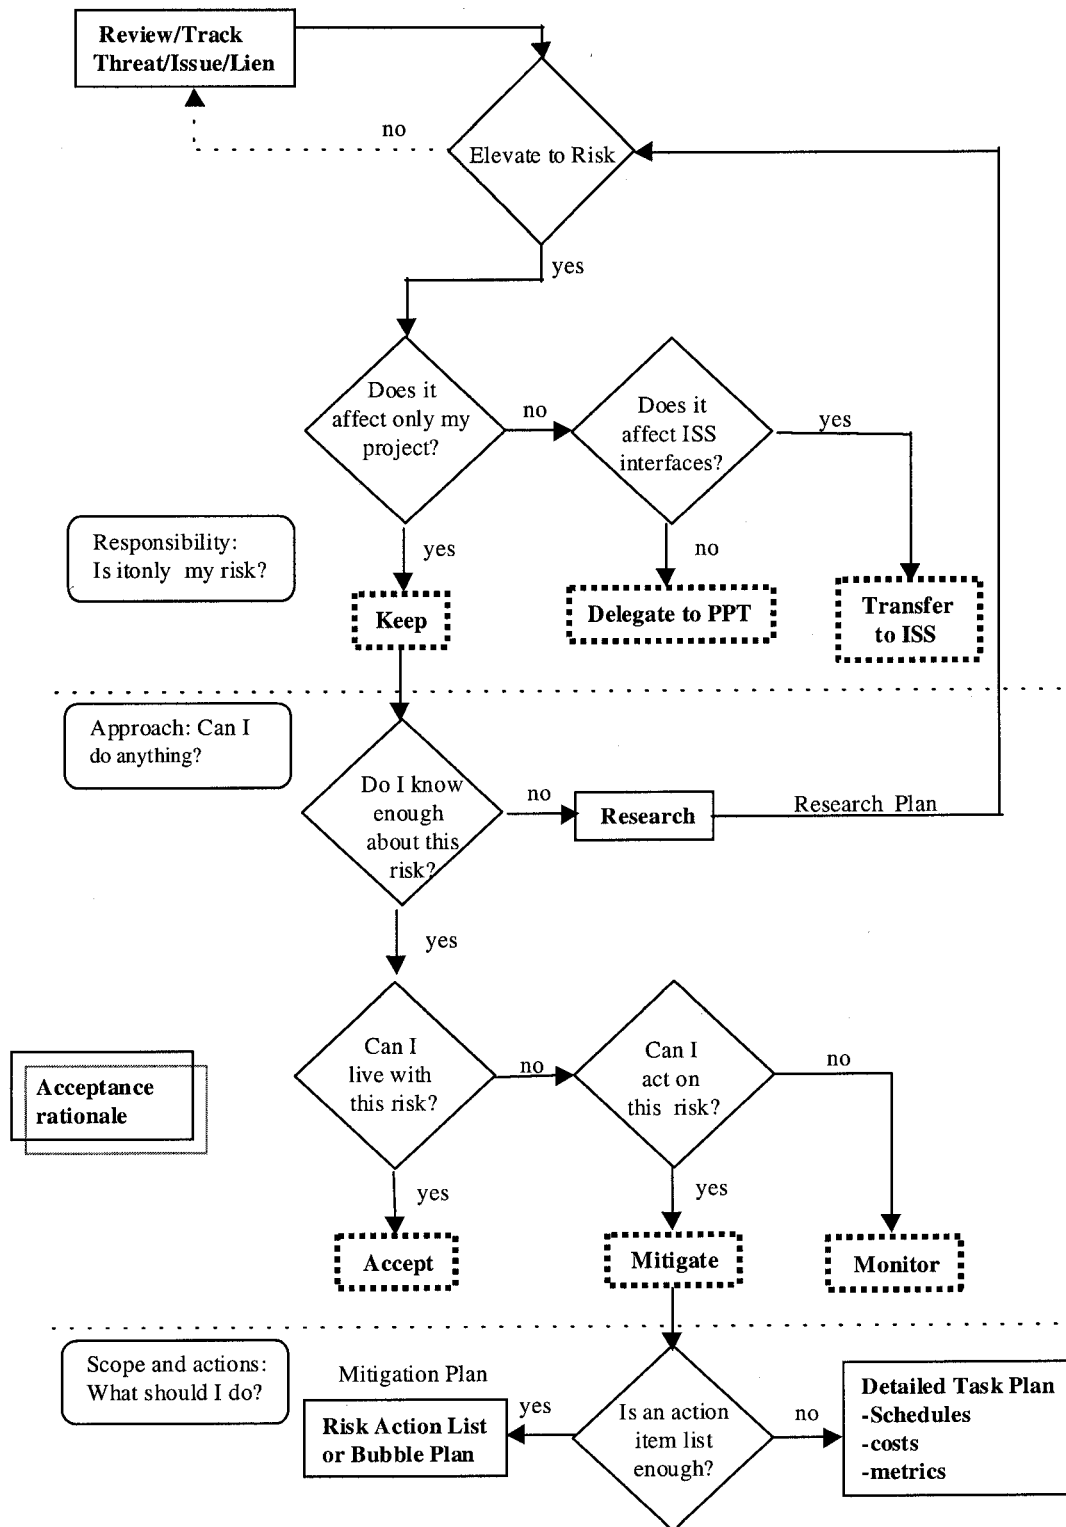 Review/Track
Threat/Issue/Lien
no
Elevate to Risk
yes
Does it
affect only my
project?
no
Does it
affect ISS
interfaces?
yes
Responsibility:
Is itonly my risk?
yes
no
Keep
Delegate to PPT
Transfer
to ISS
Approach: Can I
do anything?
Do I know
enough
about this
risk?
no
Research
Research Plan
yes
Acceptance
rationale
Can I
live with
this risk?
no
Can I
act on
this risk?
no
yes
yes
Accept
Mitigate
Monitor
Scope and actions:
What should I do?
Mitigation Plan
Risk Action List
or Bubble Plan
yes
Is an action
item list
enough?
no
Detailed Task Plan
-Schedules
-costs
-metrics